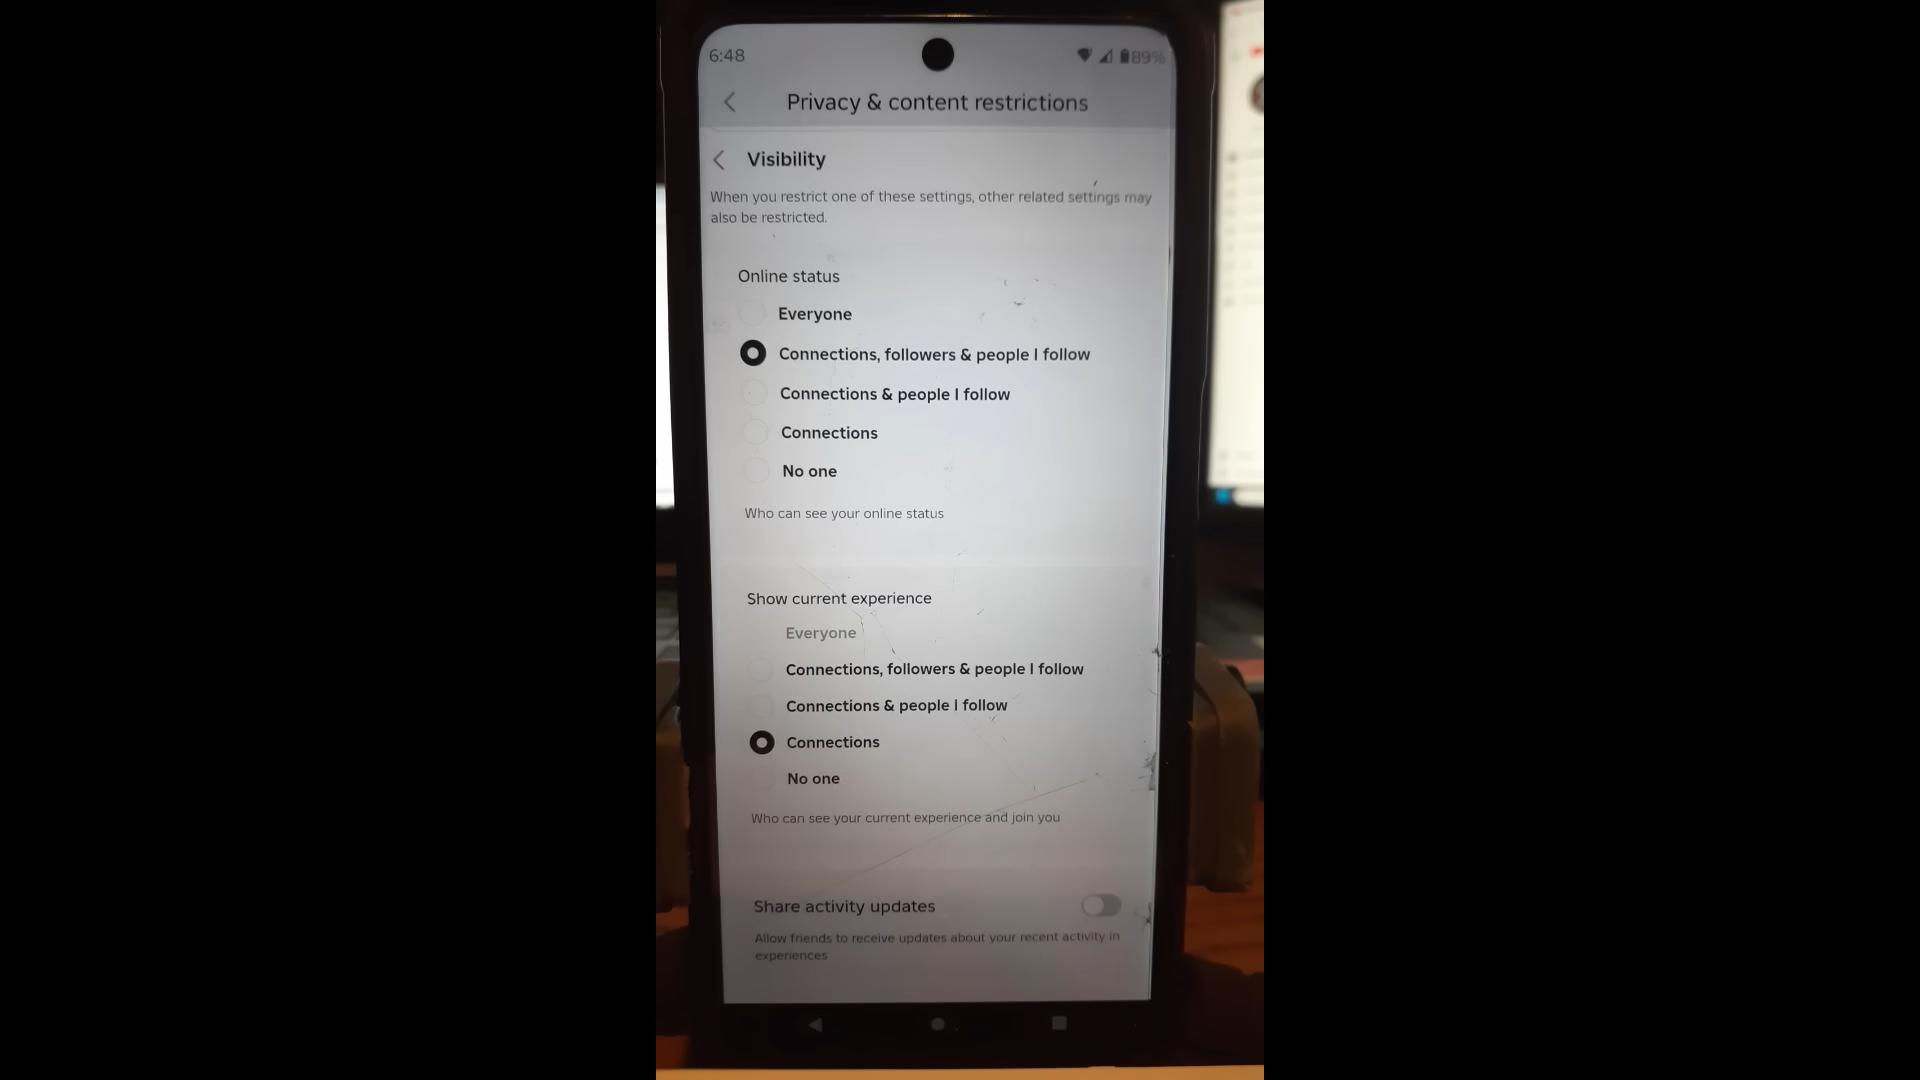 6:48
89%
Privacy & content restrictions
Visibility
When you restrict one of these settings, other related settings may
also be restricted.
Online status
Everyone
Connections, followers & people I follow
Connections & people I follow
Connections
No one
Who can see your online status
Show current experience
Everyone
Connections, followers & people I follow
Connections & people I follow
Connections
No one
Who can see your current experience and join you
Share activity updates
Allow friends to receive updates about your recent activity in
experiences